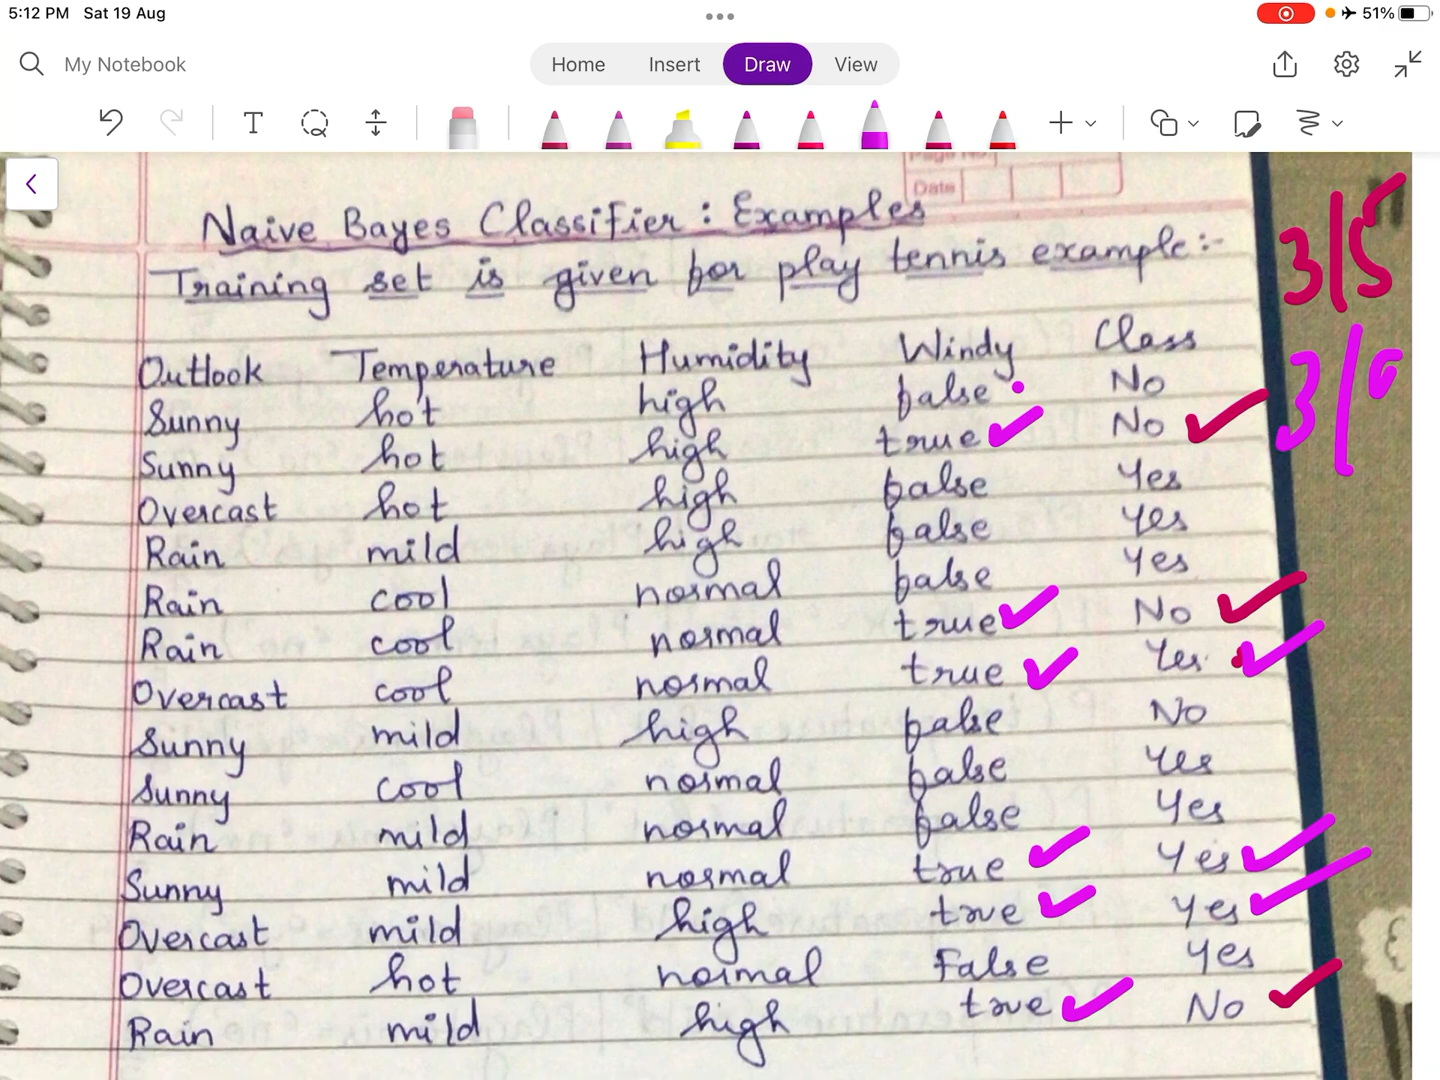 5:12 PM Sat 19 Aug 51%
My Notebook Home Insert Draw View
Page No.
Date
Naive Bayes Classifier : Examples
Training set is given for play tennis example:-
Outlook Temperature Humidity Windy Class
Sunny hot high false No
Sunny hot high true No
Overcast hot high false Yes
Rain mild high false Yes
Rain cool normal false Yes
Rain cool normal true No
Overcast cool normal true Yes
Sunny mild high false No
Sunny cool normal false Yes
Rain mild normal false Yes
Sunny mild normal true Yes
Overcast mild high true Yes
Overcast hot normal False Yes
Rain mild high true No
3/5